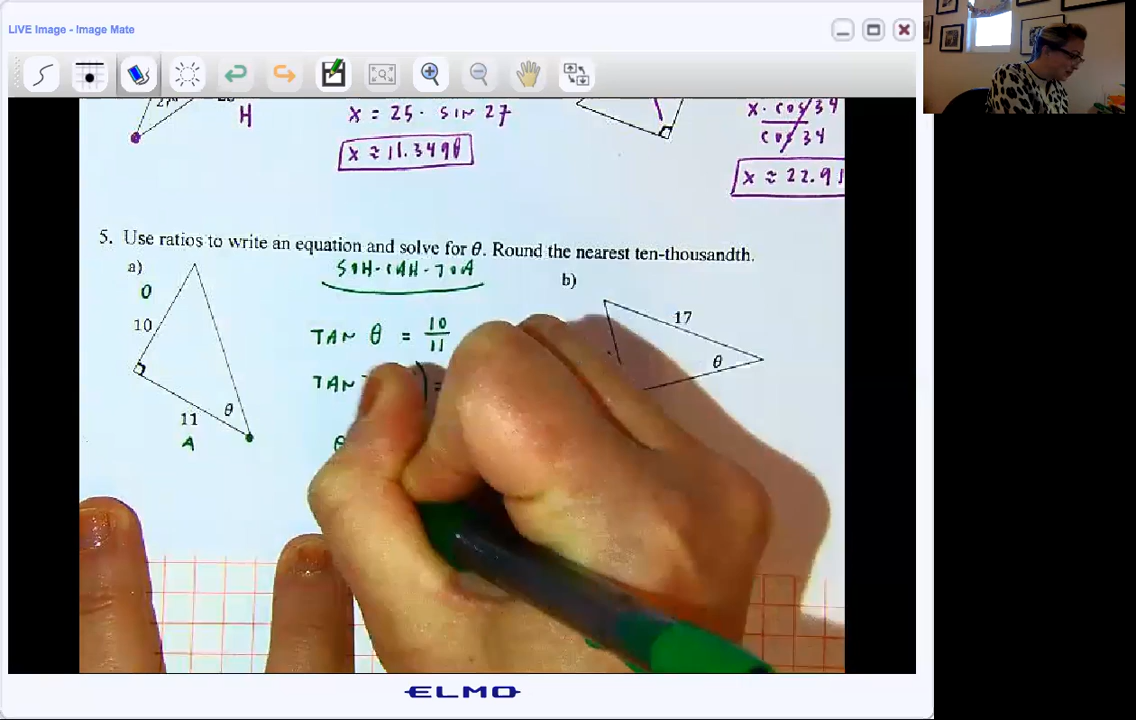 LIVE Image - Image Mate
27°
H
x = 25 · SIN 27
x ≈ 11.3498
x · cos 34
cos 34
x ≈ 22.91
5. Use ratios to write an equation and solve for θ. Round the nearest ten-thousandth.
a)
SOH-CAH-TOA
b)
O
10
11
θ
A
TAN θ = 10
11
TAN
) =
θ
17
θ
ELMO